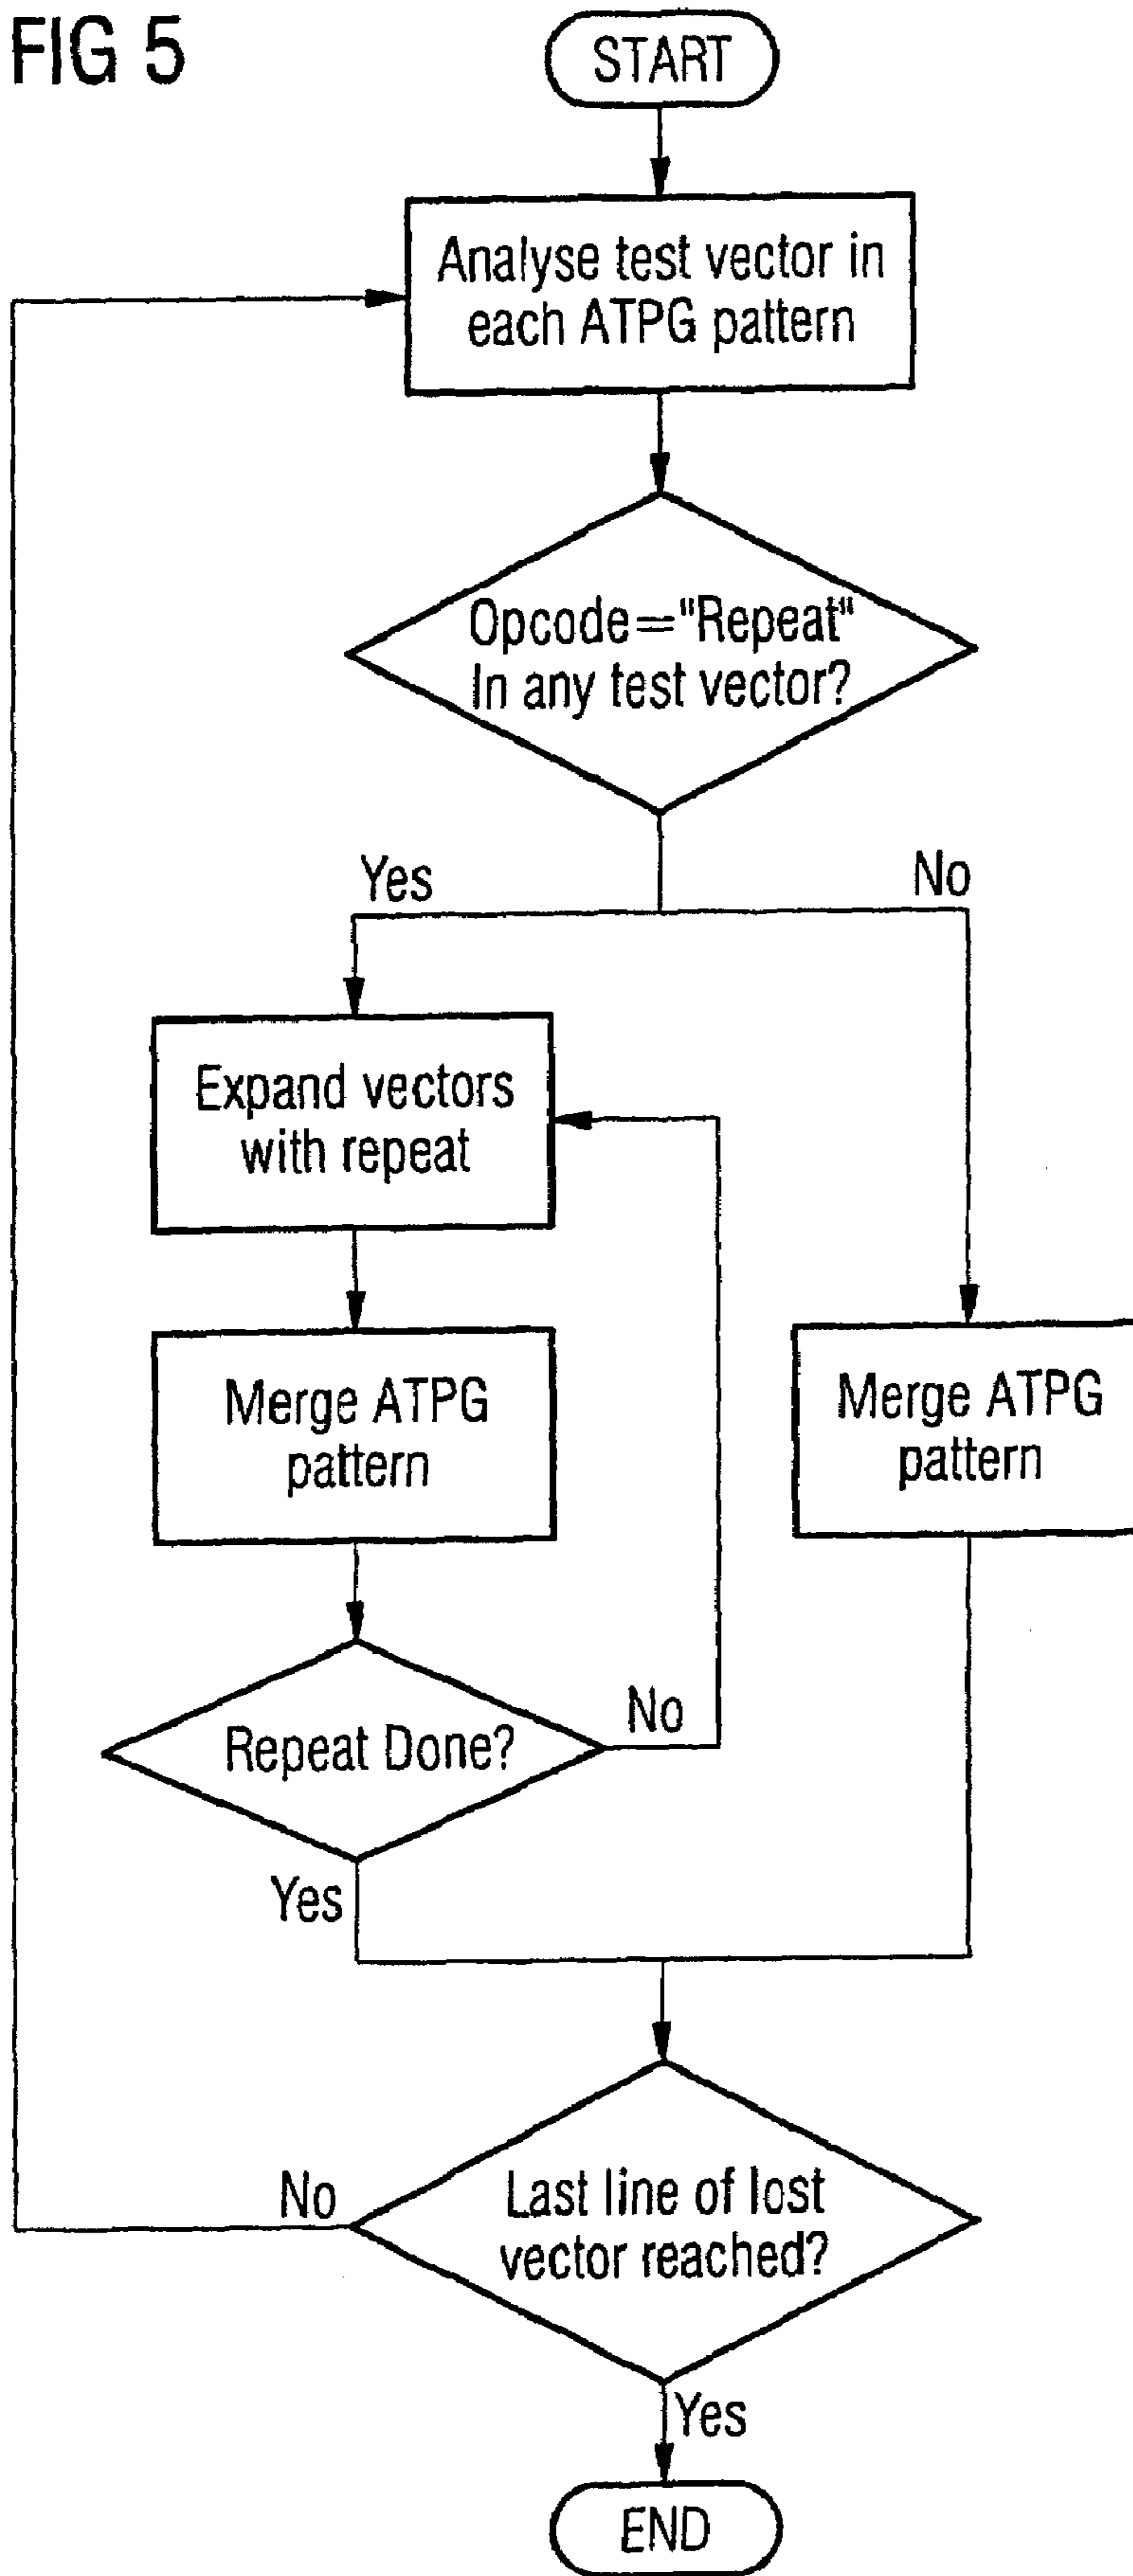 FIG 5
START
Analyse test vector in
each ATPG pattern
Opcode="Repeat"
In any test vector?
Yes
No
Expand vectors
with repeat
Merge ATPG
pattern
Merge ATPG
pattern
Repeat Done?
No
Yes
Last line of lost
vector reached?
No
Yes
END